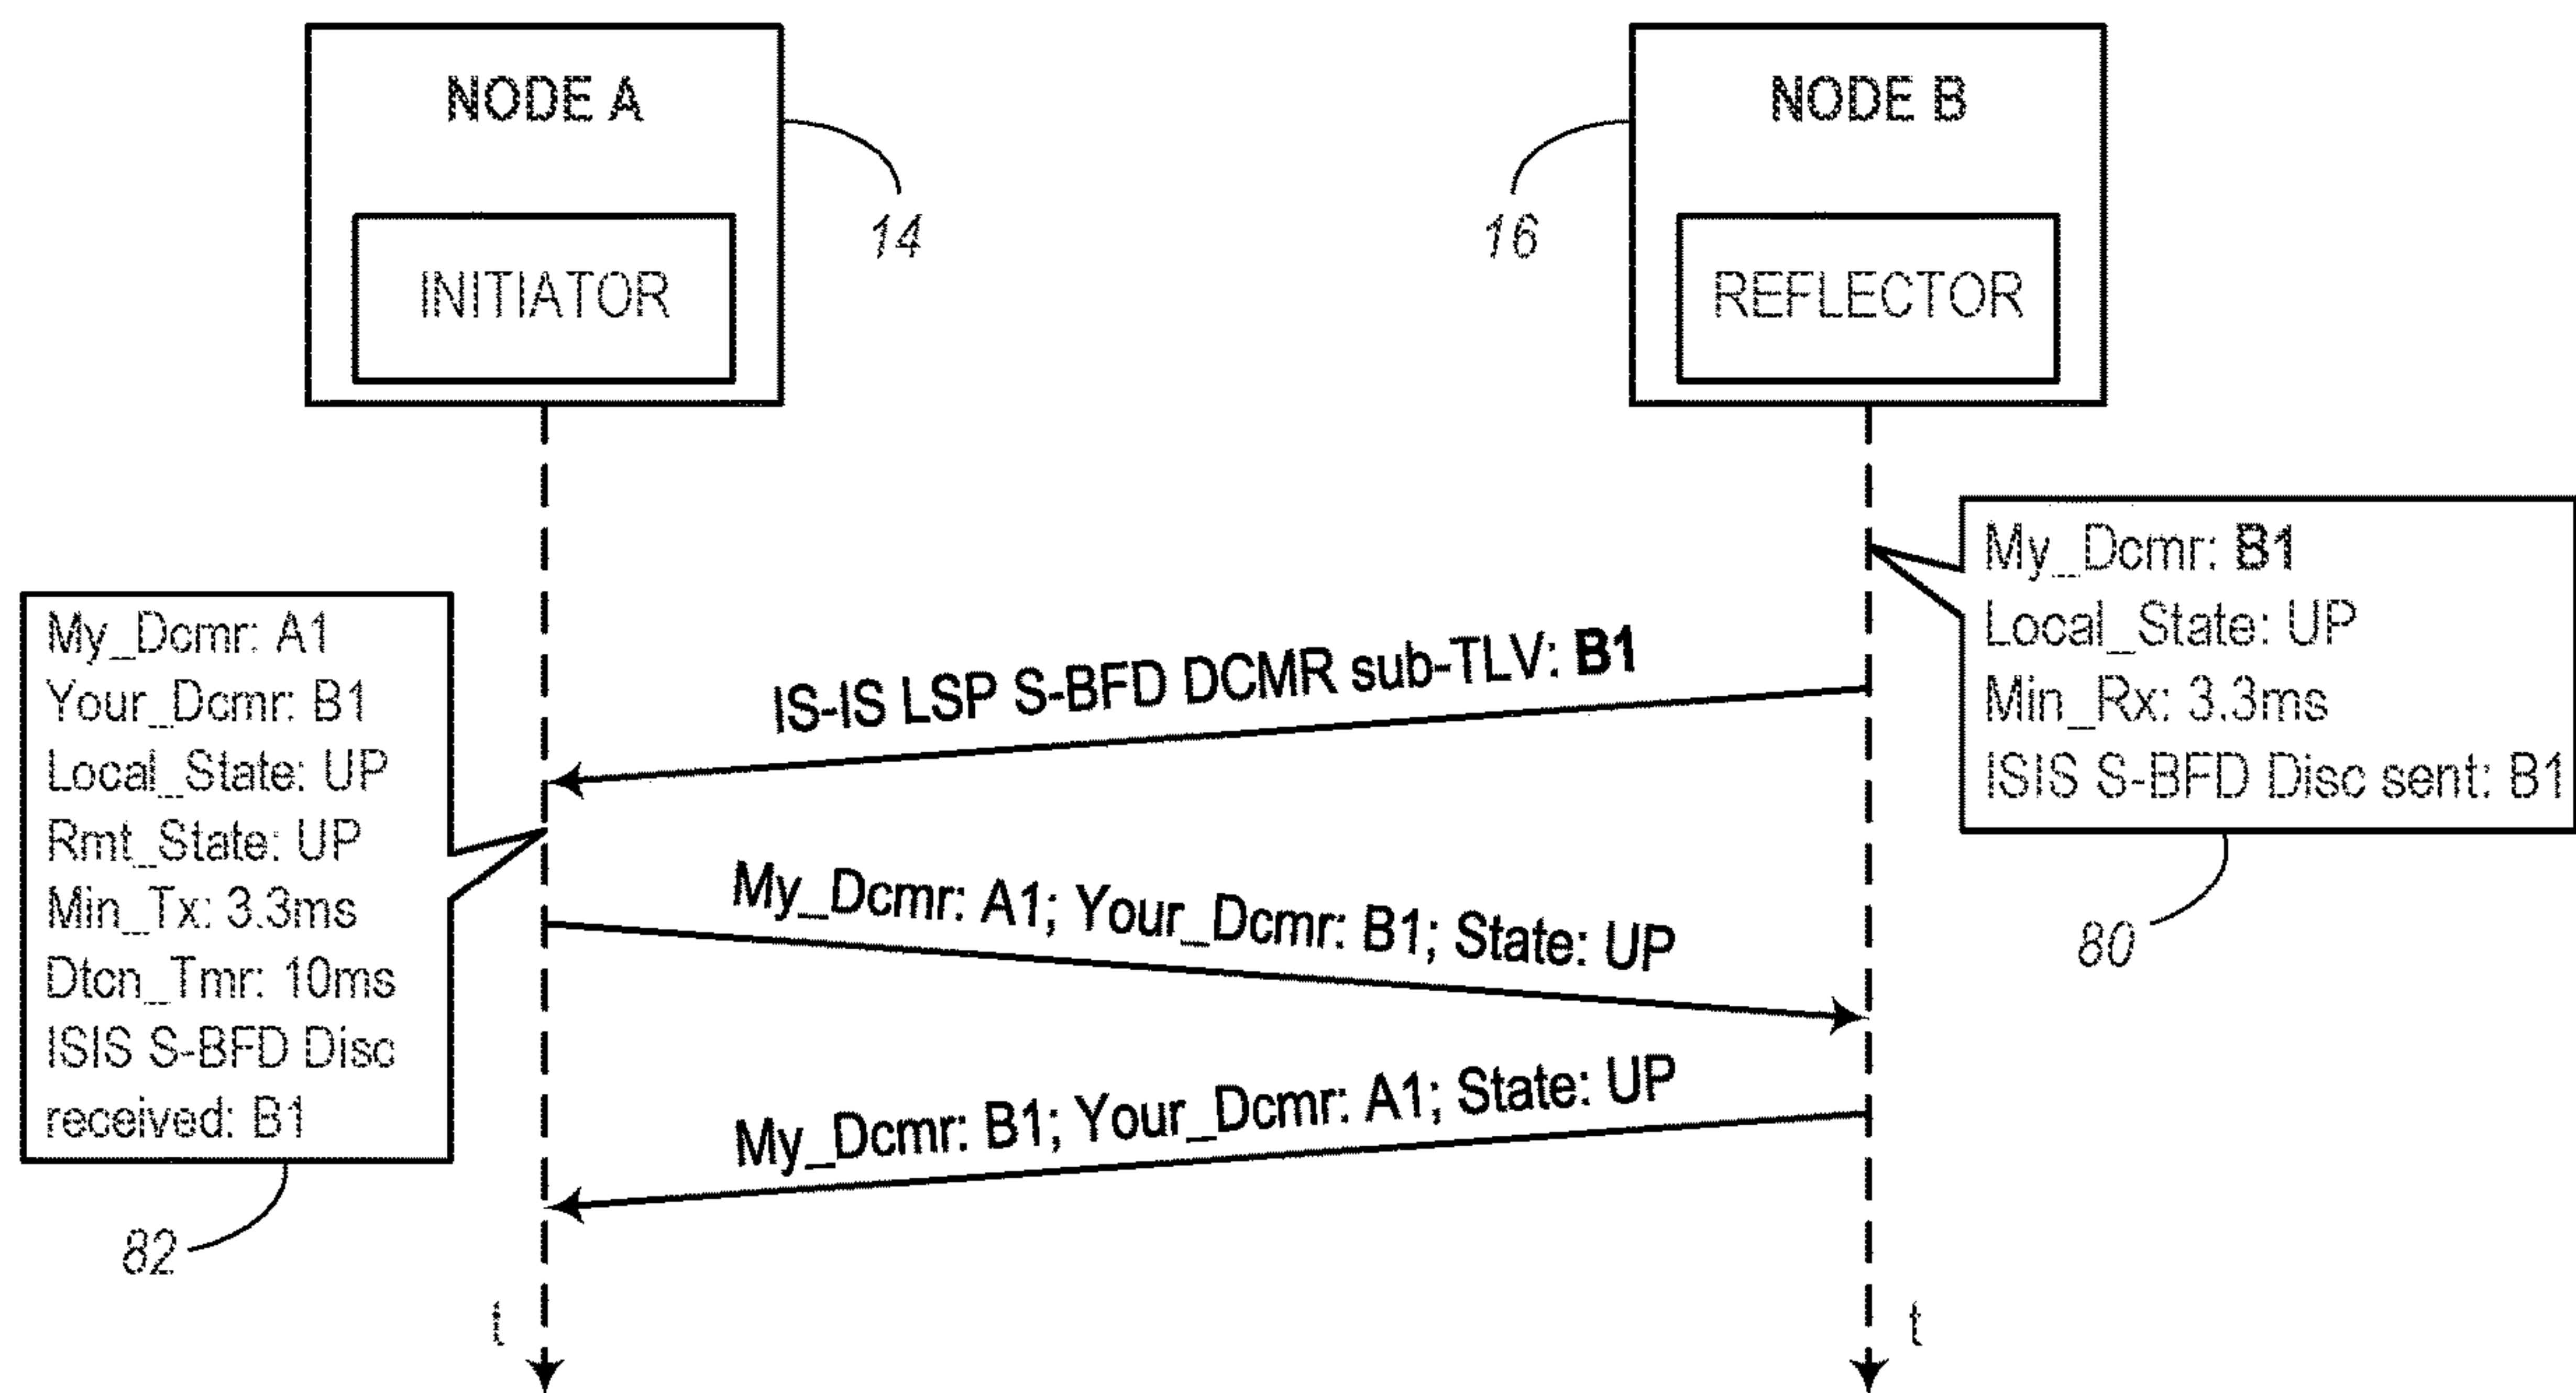 NODE A
INITIATOR
14
NODE B
REFLECTOR
16
My_Dcmr: B1
Local_State: UP
Min_Rx: 3.3ms
ISIS S-BFD Disc sent: B1
80
IS-IS LSP S-BFD DCMR sub-TLV: B1
My_Dcmr: A1
Your_Dcmr: B1
Local_State: UP
Rmt_State: UP
Min_Tx: 3.3ms
Dtcn_Tmr: 10ms
ISIS S-BFD Disc
received: B1
82
My_Dcmr: A1; Your_Dcmr: B1; State: UP
My_Dcmr: B1; Your_Dcmr: A1; State: UP
t
t